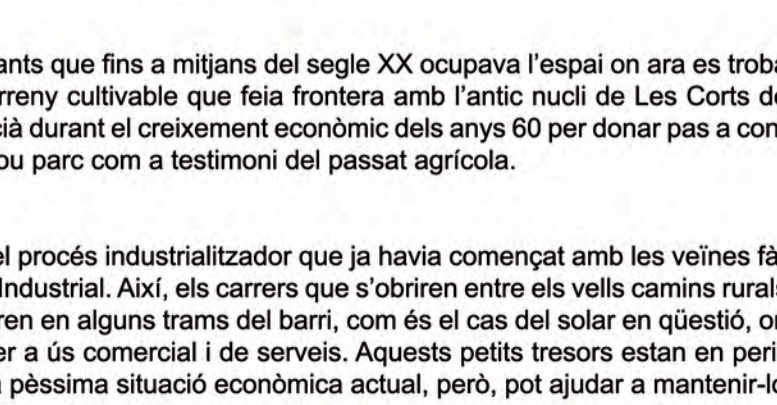 ants que fins a mitjans del segle XX ocupava l'espai on ara es troba
rreny cultivable que feia frontera amb l'antic nucli de Les Corts de
cià durant el creixement econòmic dels anys 60 per donar pas a con
ou parc com a testimoni del passat agrícola.
el procés industrialitzador que ja havia començat amb les veïnes fà
Industrial. Així, els carrers que s'obriren entre els vells camins rurals
ren en alguns trams del barri, com és el cas del solar en qüestió, on
er a ús comercial i de serveis. Aquests petits tresors estan en peri
a pèssima situació econòmica actual, però, pot ajudar a mantenir-lo